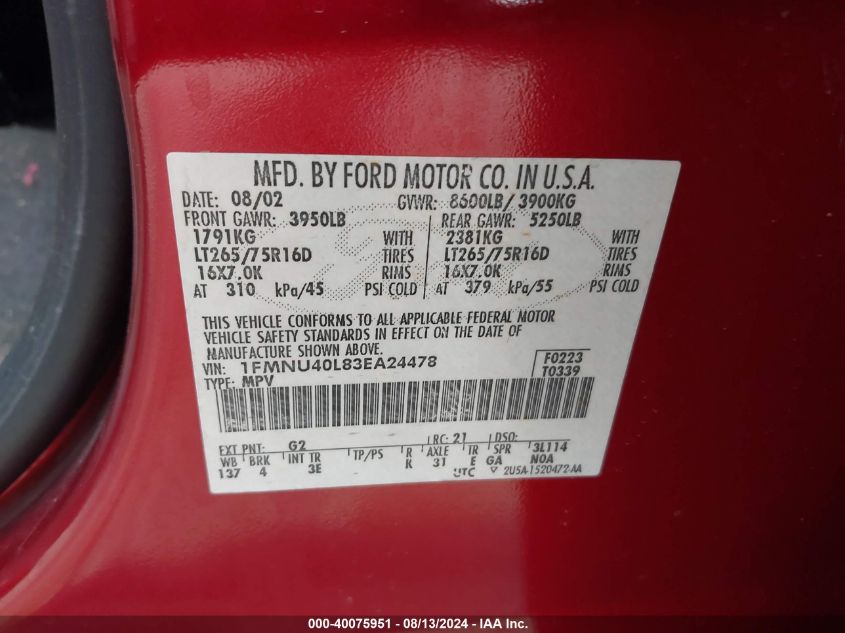 MFD. BY FORD MOTOR CO. IN U.S.A.
DATE: 08/02 GVWR: 8600LB/ 3900KG
FRONT GAWR: 3950LB REAR GAWR: 5250LB
1791KG WITH 2381KG WITH
LT265/75R16D TIRES LT265/75R16D TIRES
16X7.0K RIMS 16X7.0K RIMS
AT 310 kPa/45 PSI COLD AT 379 kPa/55 PSI COLD
THIS VEHICLE CONFORMS TO ALL APPLICABLE FEDERAL MOTOR
VEHICLE SAFETY STANDARDS IN EFFECT ON THE DATE OF
MANUFACTURE SHOWN ABOVE.
VIN: 1FMNU40L83EA24478 F0223
TYPE: MPV T0339
EXT PNT: G2 RC: 21 DSO:
WB BRK INT TR TP/PS R AXLE TR SPR 3L114
137 4 3E K 31 E GA NOA
UTC 2U5A-1520472-AA
000-40075951 - 08/13/2024 - IAA Inc.